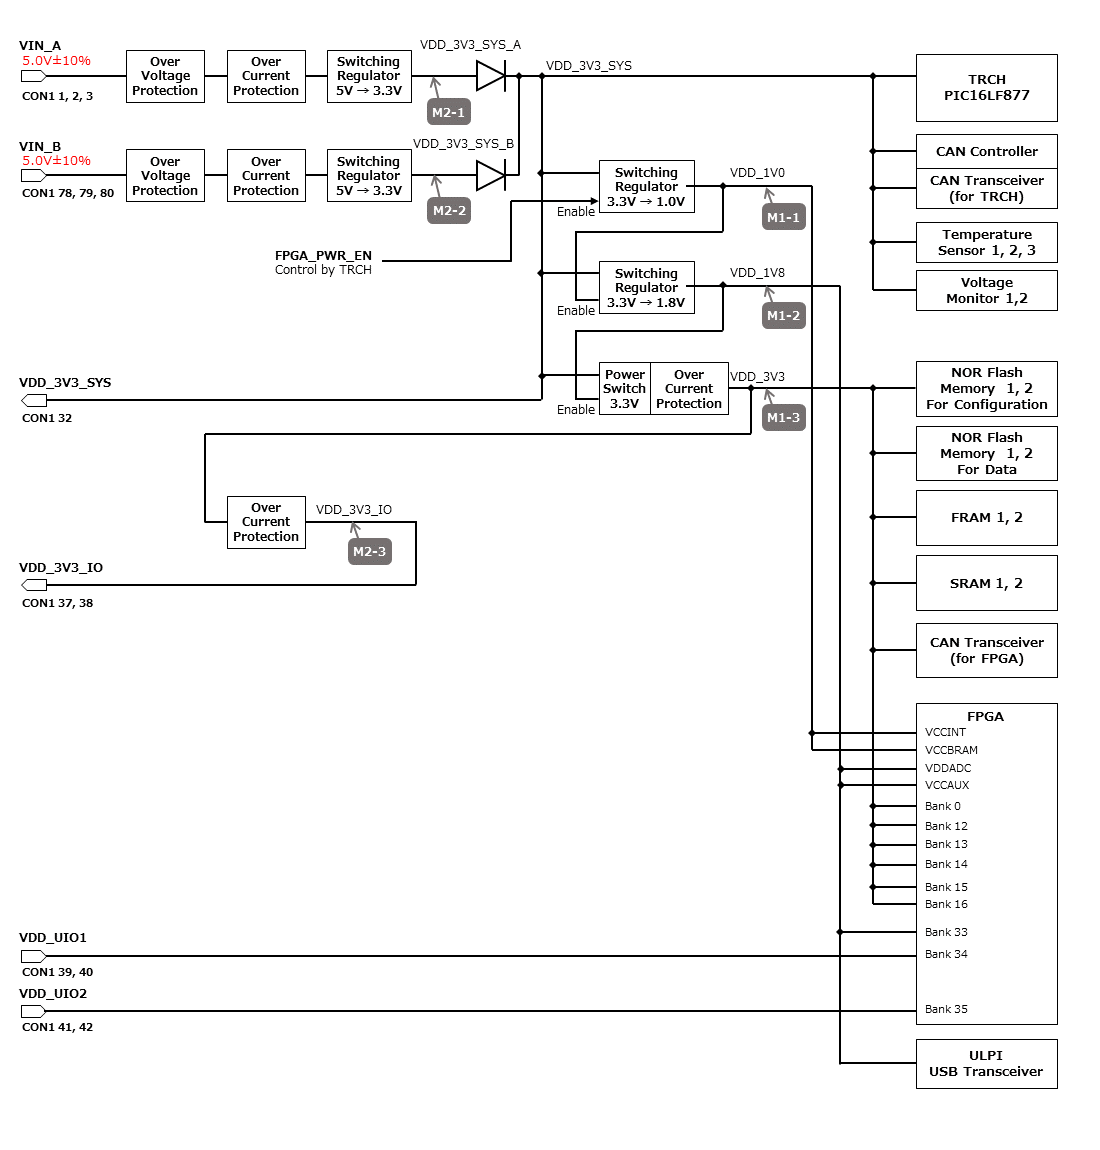 VIN_A
5.0V±10%
CON1 1, 2, 3
Over
Voltage
Protection
Over
Current
Protection
Switching
Regulator
5V → 3.3V
VDD_3V3_SYS_A
M2-1
VDD_3V3_SYS
TRCH
PIC16LF877
VIN_B
5.0V±10%
CON1 78, 79, 80
Over
Voltage
Protection
Over
Current
Protection
Switching
Regulator
5V → 3.3V
VDD_3V3_SYS_B
M2-2
CAN Controller
CAN Transceiver
(for TRCH)
Temperature
Sensor 1, 2, 3
Voltage
Monitor 1,2
Switching
Regulator
3.3V → 1.0V
Enable
VDD_1V0
M1-1
FPGA_PWR_EN
Control by TRCH
Switching
Regulator
3.3V → 1.8V
Enable
VDD_1V8
M1-2
VDD_3V3_SYS
CON1 32
Power
Switch
3.3V
Over
Current
Protection
Enable
VDD_3V3
M1-3
NOR Flash
Memory 1, 2
For Configuration
NOR Flash
Memory 1, 2
For Data
FRAM 1, 2
SRAM 1, 2
CAN Transceiver
(for FPGA)
Over
Current
Protection
VDD_3V3_IO
M2-3
VDD_3V3_IO
CON1 37, 38
FPGA
VCCINT
VCCBRAM
VDDADC
VCCAUX
Bank 0
Bank 12
Bank 13
Bank 14
Bank 15
Bank 16
Bank 33
Bank 34
Bank 35
VDD_UIO1
CON1 39, 40
VDD_UIO2
CON1 41, 42
ULPI
USB Transceiver